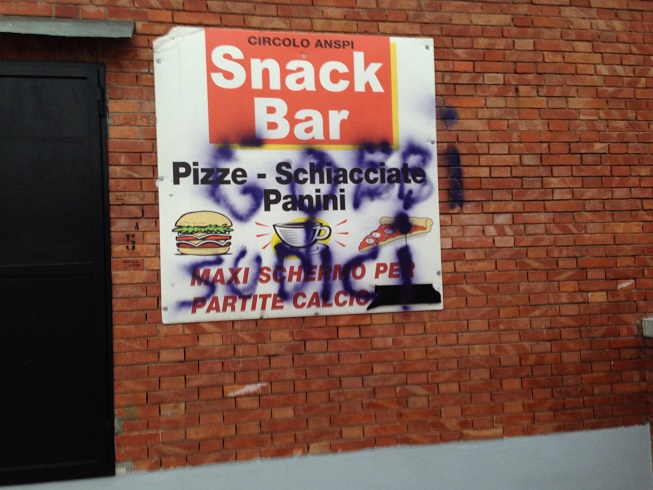 CIRCOLO ANSPI
Snack
Bar
Pizze - Schiacciate
Panini
MAXI SCHERMO PER
PARTITE CALCIO